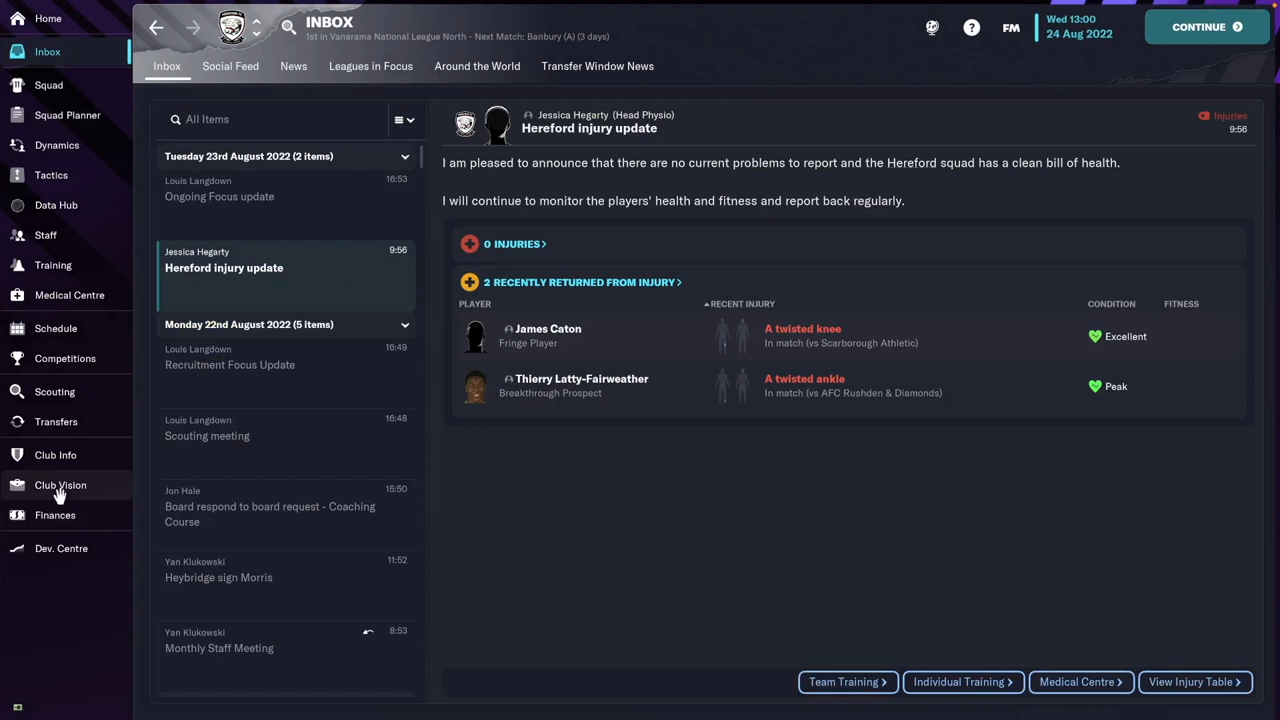 Home
Inbox
Squad
Squad Planner
Dynamics
Tactics
Data Hub
Staff
Training
Medical Centre
Schedule
Competitions
Scouting
Transfers
Club Info
Club Vision
Finances
Dev. Centre
INBOX
1st in Vanarama National League North - Next Match: Banbury (A) (3 days)
FM
Wed 13:00
24 Aug 2022
CONTINUE
Inbox
Social Feed
News
Leagues in Focus
Around the World
Transfer Window News
All Items
Tuesday 23rd August 2022 (2 items)
Louis Langdown 16:53
Ongoing Focus update
Jessica Hegarty 9:56
Hereford injury update
Monday 22nd August 2022 (5 items)
Louis Langdown 16:49
Recruitment Focus Update
Louis Langdown 16:48
Scouting meeting
Jon Hale 15:50
Board respond to board request - Coaching
Course
Yan Klukowski 11:52
Heybridge sign Morris
Yan Klukowski 8:53
Monthly Staff Meeting
Jessica Hegarty (Head Physio)
Hereford injury update
Injuries
9:56
I am pleased to announce that there are no current problems to report and the Hereford squad has a clean bill of health.
I will continue to monitor the players' health and fitness and report back regularly.
0 INJURIES
2 RECENTLY RETURNED FROM INJURY
PLAYER RECENT INJURY CONDITION FITNESS
James Caton A twisted knee
Fringe Player In match (vs Scarborough Athletic) Excellent
Thierry Latty-Fairweather A twisted ankle
Breakthrough Prospect In match (vs AFC Rushden & Diamonds) Peak
Team Training
Individual Training
Medical Centre
View Injury Table